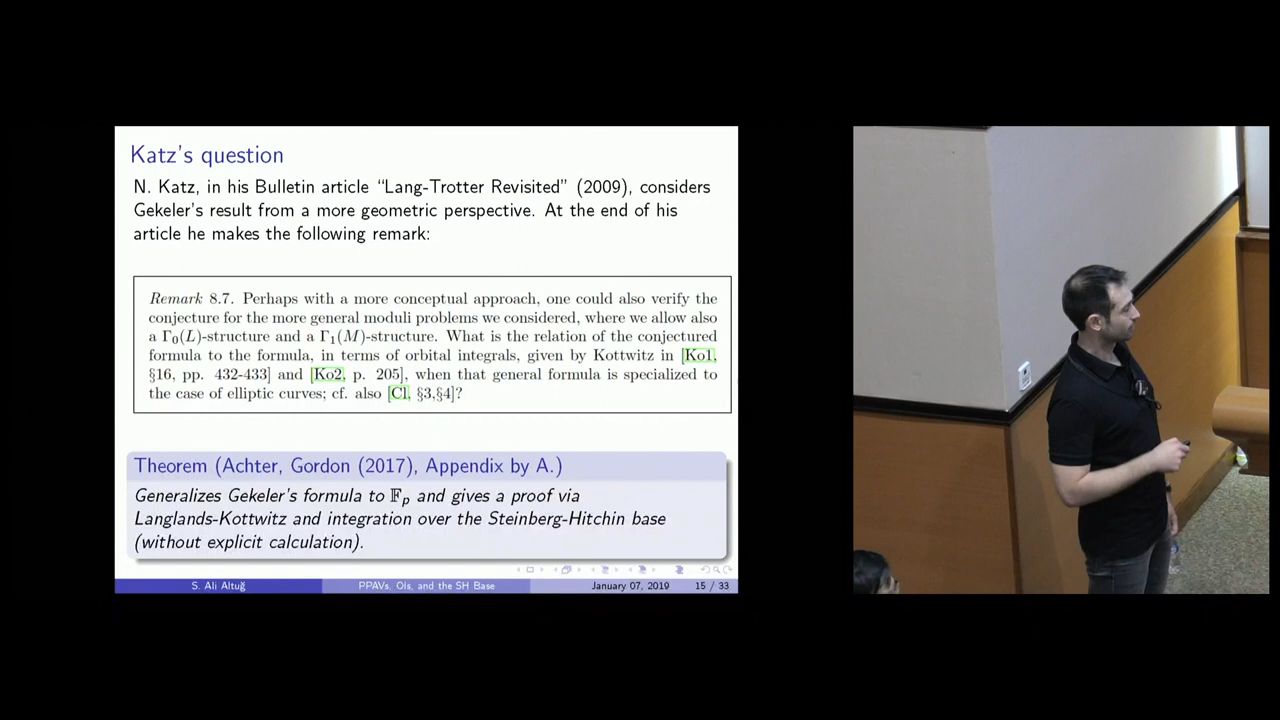 Katz's question
N. Katz, in his Bulletin article “Lang-Trotter Revisited” (2009), considers
Gekeler's result from a more geometric perspective. At the end of his
article he makes the following remark:
Remark 8.7. Perhaps with a more conceptual approach, one could also verify the
conjecture for the more general moduli problems we considered, where we allow also
a Γ₀(L)-structure and a Γ₁(M)-structure. What is the relation of the conjectured
formula to the formula, in terms of orbital integrals, given by Kottwitz in [Ko1,
§16, pp. 432-433] and [Ko2, p. 205], when that general formula is specialized to
the case of elliptic curves; cf. also [Cl, §3,§4]?
Theorem (Achter, Gordon (2017), Appendix by A.)
Generalizes Gekeler's formula to 𝔽ₚ and gives a proof via
Langlands-Kottwitz and integration over the Steinberg-Hitchin base
(without explicit calculation).
S. Ali Altuğ PPAVs, OIs, and the SH Base January 07, 2019 15 / 33